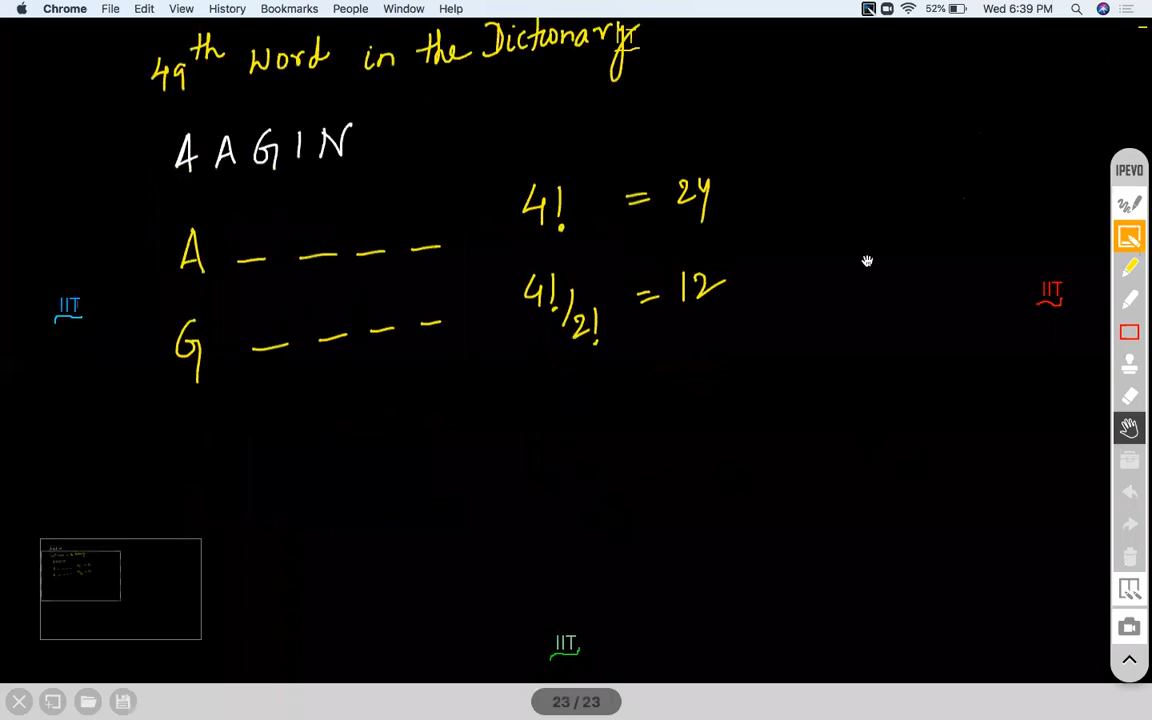 Chrome File Edit View History Bookmarks People Window Help 52% Wed 6:39 PM
49th word in the Dictionary
AAGIN
A _ _ _ _ 4! = 24
G _ _ _ _ 4!/2! = 12
IIT
IIT
IIT
IPEVO
23 / 23